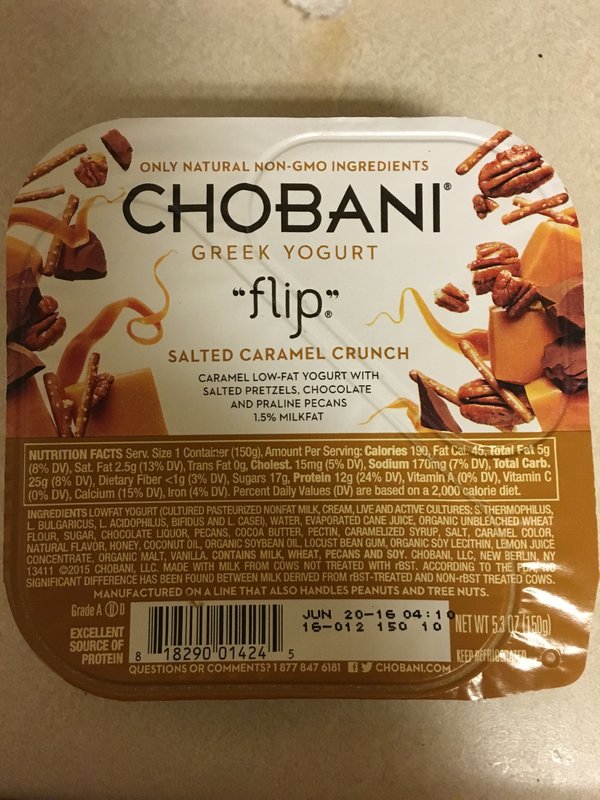 ONLY NATURAL NON-GMO INGREDIENTS
CHOBANI®
GREEK YOGURT
"flip"®
SALTED CARAMEL CRUNCH
CARAMEL LOW-FAT YOGURT WITH
SALTED PRETZELS, CHOCOLATE
AND PRALINE PECANS
1.5% MILKFAT
NUTRITION FACTS Serv. Size 1 Container (150g), Amount Per Serving: Calories 190, Fat Cal. 45, Total Fat 5g
(8% DV), Sat. Fat 2.5g (13% DV), Trans Fat 0g, Cholest. 15mg (5% DV), Sodium 170mg (7% DV), Total Carb.
25g (8% DV), Dietary Fiber <1g (3% DV), Sugars 17g, Protein 12g (24% DV), Vitamin A (0% DV), Vitamin C
(0% DV), Calcium (15% DV), Iron (4% DV). Percent Daily Values (DV) are based on a 2,000 calorie diet.
INGREDIENTS LOWFAT YOGURT (CULTURED PASTEURIZED NONFAT MILK, CREAM, LIVE AND ACTIVE CULTURES: S. THERMOPHILUS,
L. BULGARICUS, L. ACIDOPHILUS, BIFIDUS AND L. CASEI), WATER, EVAPORATED CANE JUICE, ORGANIC UNBLEACHED WHEAT
FLOUR, SUGAR, CHOCOLATE LIQUOR, PECANS, COCOA BUTTER, PECTIN, CARAMELIZED SYRUP, SALT, CARAMEL COLOR,
NATURAL FLAVOR, HONEY, COCONUT OIL, ORGANIC SOYBEAN OIL, LOCUST BEAN GUM, ORGANIC SOY LECITHIN, LEMON JUICE
CONCENTRATE, ORGANIC MALT, VANILLA. CONTAINS MILK, WHEAT, PECANS AND SOY. CHOBANI, LLC, NEW BERLIN, NY
13411 ©2015 CHOBANI, LLC. MADE WITH MILK FROM COWS NOT TREATED WITH rBST. ACCORDING TO THE FDA, NO
SIGNIFICANT DIFFERENCE HAS BEEN FOUND BETWEEN MILK DERIVED FROM rBST-TREATED AND NON-rBST TREATED COWS.
MANUFACTURED ON A LINE THAT ALSO HANDLES PEANUTS AND TREE NUTS.
Grade A Ⓤ D
EXCELLENT
SOURCE OF
PROTEIN
8 18290 01424 5
JUN 20-16 04:10
16-012 150 10
NET WT 5.3 OZ (150g)
KEEP REFRIGERATED
QUESTIONS OR COMMENTS? 1 877 847 6181 CHOBANI.COM